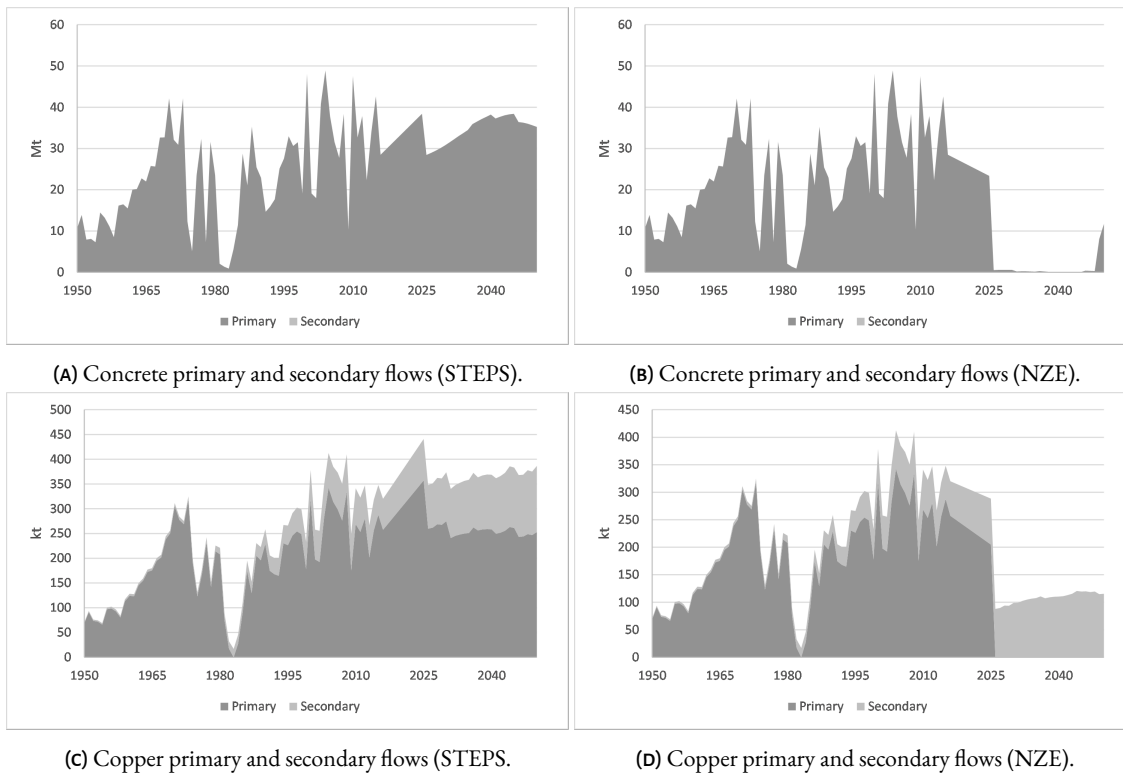 60
50
40
30
20
10
0
Mt
1950 1965 1980 1995 2010 2025 2040
Primary Secondary
(A) Concrete primary and secondary flows (STEPS).
60
50
40
30
20
10
0
Mt
1950 1965 1980 1995 2010 2025 2040
Primary Secondary
(B) Concrete primary and secondary flows (NZE).
500
450
400
350
300
250
200
150
100
50
0
kt
1950 1965 1980 1995 2010 2025 2040
Primary Secondary
(C) Copper primary and secondary flows (STEPS.
450
400
350
300
250
200
150
100
50
0
kt
1950 1965 1980 1995 2010 2025 2040
Primary Secondary
(D) Copper primary and secondary flows (NZE).